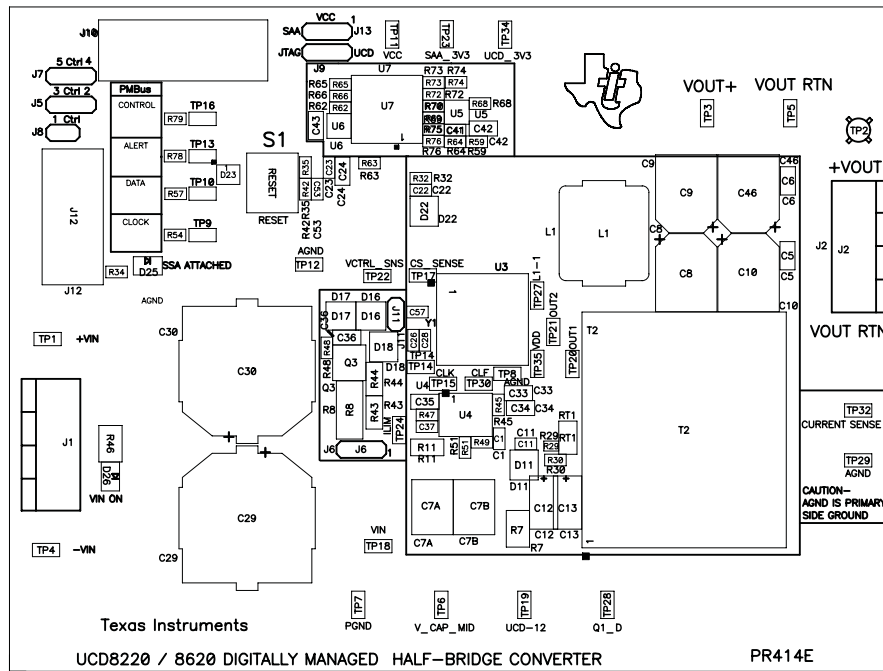 J10
SAA VCC 1 J13
JTAG UCD
TP11 VCC
TP23 SAA_3V3
TP34 UCD_3V3
5 Ctrl 4
J7
3 Ctrl 2
J5
1 Ctrl
J8
PMBus
CONTROL
ALERT
DATA
CLOCK
R79 TP16
R78 TP13
R57 TP10
R54 TP9
1 D23
S1
RESET
RESET
J9 U7
R65 R65
R66 R66
R62 R62
C43
U6
U6
U7
1
R73 R74
R73 R74
R72 R72
R70
R69
R75 C41
R76 R64 R59
R76 R64 R59
U5 U5
R68 R68
C42 C42
R35
R42
C53
C23
C24
R42
R35
C53
C23
C24
R63
R63
VOUT+
TP3
VOUT RTN
TP5
TP2
+VOUT
J2 J2
VOUT RTN
J12
J12
R34
D25
SSA ATTACHED
AGND
AGND
TP12
R32 R32
C22 C22
D22 D22
L1 L1
C9
C9
C46
C46
C8
C8
C10
C10
C6
C6
C5
C5
VCTRL_SNS CS_SENSE
TP22 TP17
U3
1
L1-1
TP27
OUT2
TP21
OUT1
TP20
VDD
TP35
T2
T2
1
TP1 +VIN
C30
C30
D17 D16
D17 D16
J11
J11
C36
C36
R48
R48
Q3
Q3
D18
D18
R44 R44
R43 R43
R8
R8
ILIM
TP24
J6 J6 1
C57
Y1
C26
C28
TP14
TP14
CLK CLF TP8
TP15 TP30 AGND
U4
U4
1
C35
R47
C37
R11
R11
R51
R51
R49
R45
R45
C1
C1
C33 C33
C34 C34
C11
C11
R29
R29
R30
R30
RT1
RT1
D11
D11
C7A C7B
C7A C7B
C12 C13
C12 C13
R7
R7
J1
R46
D26
VIN ON
C29
C29
TP4 -VIN
VIN
TP18
TP32
CURRENT SENSE
TP29
AGND
CAUTION-
AGND IS PRIMARY
SIDE GROUND
TP7
PGND
TP6
V_CAP_MID
TP19
UCD-12
TP28
Q1_D
Texas Instruments
UCD8220 / 8620 DIGITALLY MANAGED HALF-BRIDGE CONVERTER
PR414E